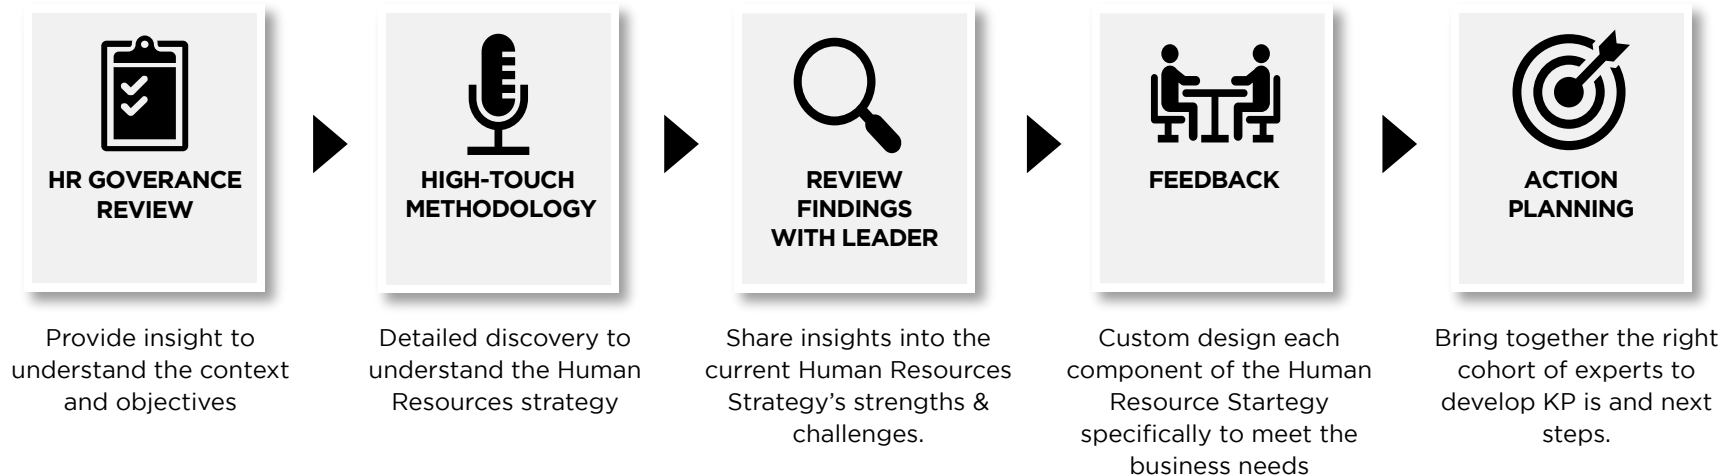 HR GOVERANCE
REVIEW
Provide insight to
understand the context
and objectives
HIGH-TOUCH
METHODOLOGY
Detailed discovery to
understand the Human
Resources strategy
REVIEW
FINDINGS
WITH LEADER
Share insights into the
current Human Resources
Strategy’s strengths &
challenges.
FEEDBACK
Custom design each
component of the Human
Resource Startegy
specifically to meet the
business needs
ACTION
PLANNING
Bring together the right
cohort of experts to
develop KP is and next
steps.